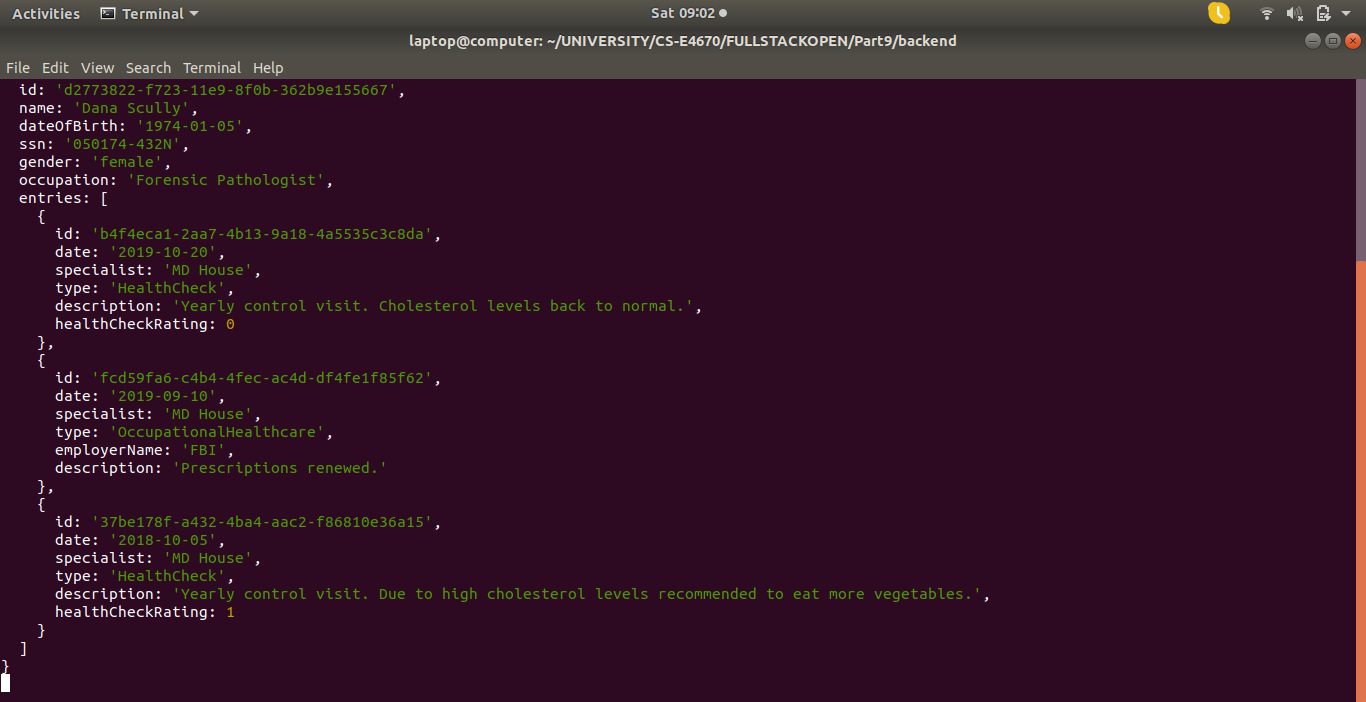 Activities Terminal Sat 09:02
laptop@computer: ~/UNIVERSITY/CS-E4670/FULLSTACKOPEN/Part9/backend
File Edit View Search Terminal Help
id: 'd2773822-f723-11e9-8f0b-362b9e155667',
name: 'Dana Scully',
dateOfBirth: '1974-01-05',
ssn: '050174-432N',
gender: 'female',
occupation: 'Forensic Pathologist',
entries: [
{
id: 'b4f4eca1-2aa7-4b13-9a18-4a5535c3c8da',
date: '2019-10-20',
specialist: 'MD House',
type: 'HealthCheck',
description: 'Yearly control visit. Cholesterol levels back to normal.',
healthCheckRating: 0
},
{
id: 'fcd59fa6-c4b4-4fec-ac4d-df4fe1f85f62',
date: '2019-09-10',
specialist: 'MD House',
type: 'OccupationalHealthcare',
employerName: 'FBI',
description: 'Prescriptions renewed.'
},
{
id: '37be178f-a432-4ba4-aac2-f86810e36a15',
date: '2018-10-05',
specialist: 'MD House',
type: 'HealthCheck',
description: 'Yearly control visit. Due to high cholesterol levels recommended to eat more vegetables.',
healthCheckRating: 1
}
]
}